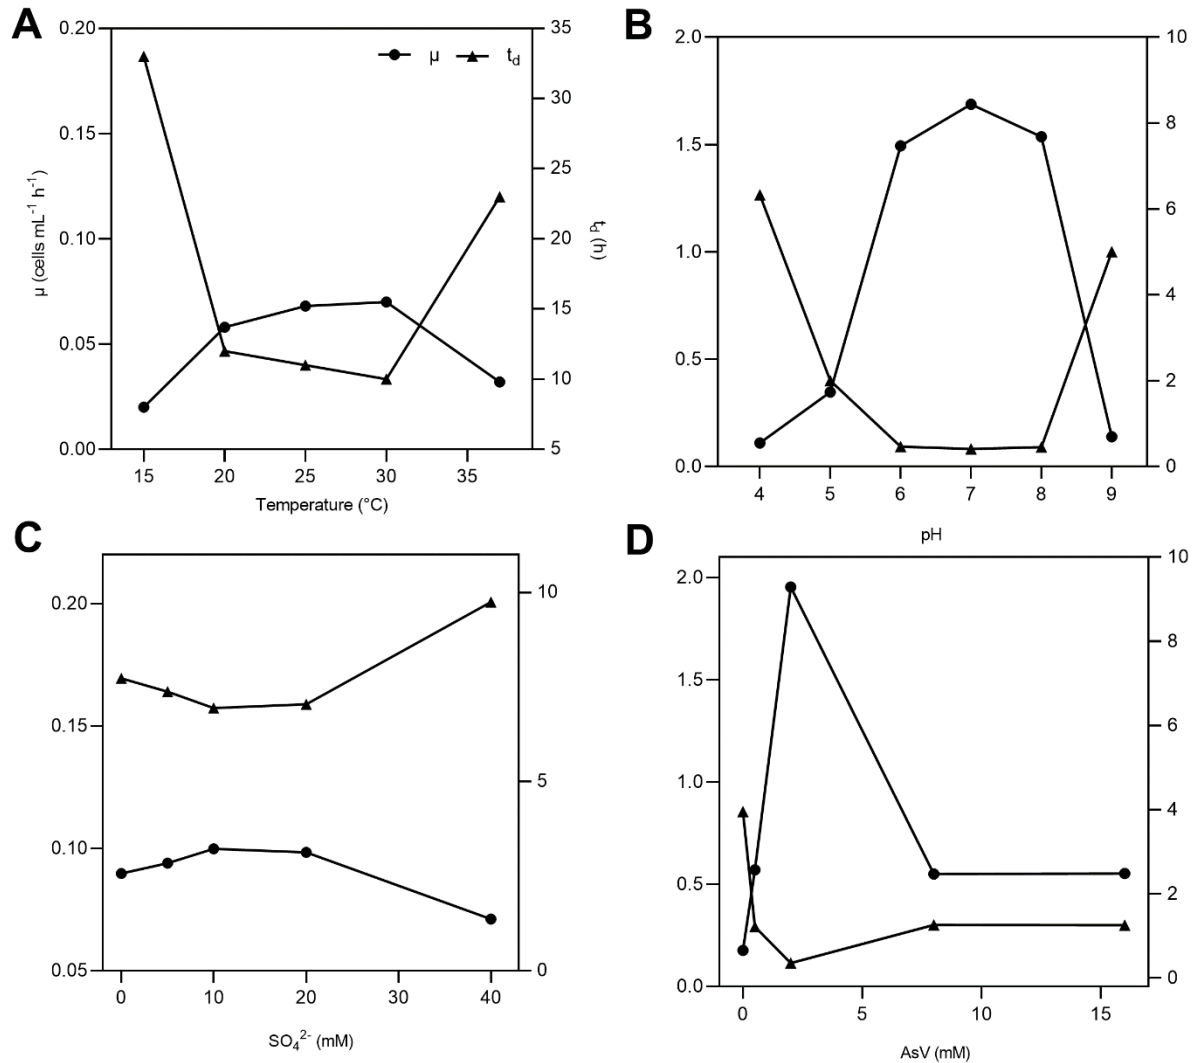 A
μ
t_d
0.20
0.15
0.10
0.05
0.00
μ (cells mL⁻¹ h⁻¹)
35
30
25
20
15
10
5
t_d (h)
15 20 25 30 35
Temperature (°C)
B
2.0
1.5
1.0
0.5
0.0
10
8
6
4
2
0
4 5 6 7 8 9
pH
C
0.20
0.15
0.10
0.05
10
5
0
0 10 20 30 40
SO₄²⁻ (mM)
D
2.0
1.5
1.0
0.5
0.0
10
8
6
4
2
0
0 5 10 15
AsV (mM)